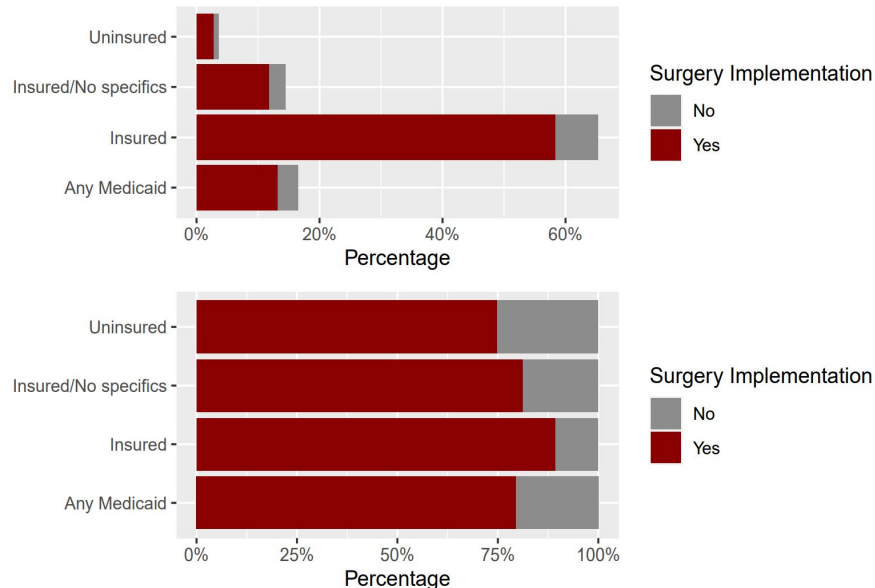 Uninsured
Insured/No specifics
Insured
Any Medicaid
0% 20% 40% 60%
Percentage
Surgery Implementation
No
Yes
Uninsured
Insured/No specifics
Insured
Any Medicaid
0% 25% 50% 75% 100%
Percentage
Surgery Implementation
No
Yes